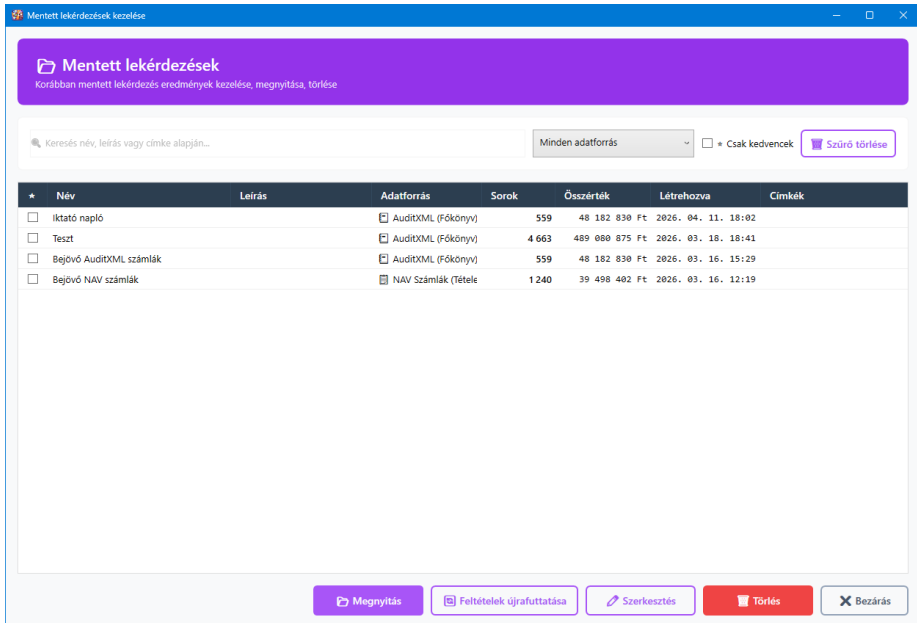 Mentett lekérdezések kezelése
Mentett lekérdezések
Korábban mentett lekérdezés eredmények kezelése, megnyitása, törlése
Keresés név, leírás vagy címke alapján... Minden adatforrás * Csak kedvencek Szűrő törlése
★ Név Leírás Adatforrás Sorok Összérték Létrehozva Címkék
Iktató napló AuditXML (Főkönyv) 559 48 182 830 Ft 2026. 04. 11. 18:02
Teszt AuditXML (Főkönyv) 4 663 489 080 875 Ft 2026. 03. 18. 18:41
Bejövő AuditXML számlák AuditXML (Főkönyv) 559 48 182 830 Ft 2026. 03. 16. 15:29
Bejövő NAV számlák NAV Számlák (Tétele 1 240 39 498 402 Ft 2026. 03. 16. 12:19
Megnyitás Feltételek újrafuttatása Szerkesztés Törlés Bezárás